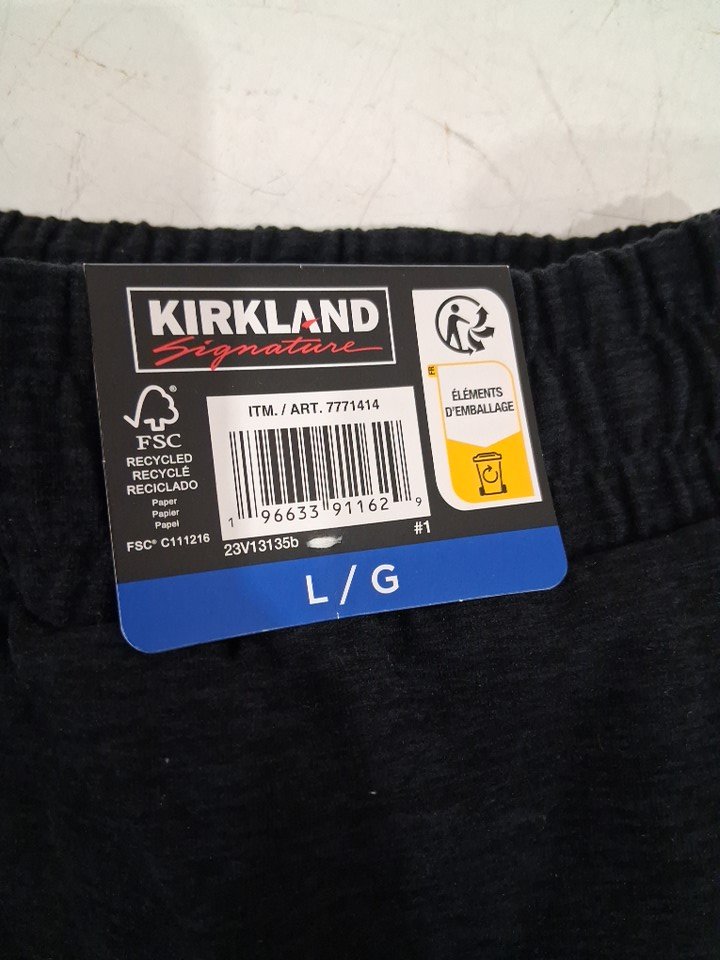 KIRKLAND
Signature
FSC®
RECYCLED
RECYCLÉ
RECICLADO
Paper
Papier
Papel
FSC® C111216
ITM. / ART. 7771414
1 96633 91162 9
23V13135b
#1
FR
ÉLÉMENTS
D'EMBALLAGE
L / G